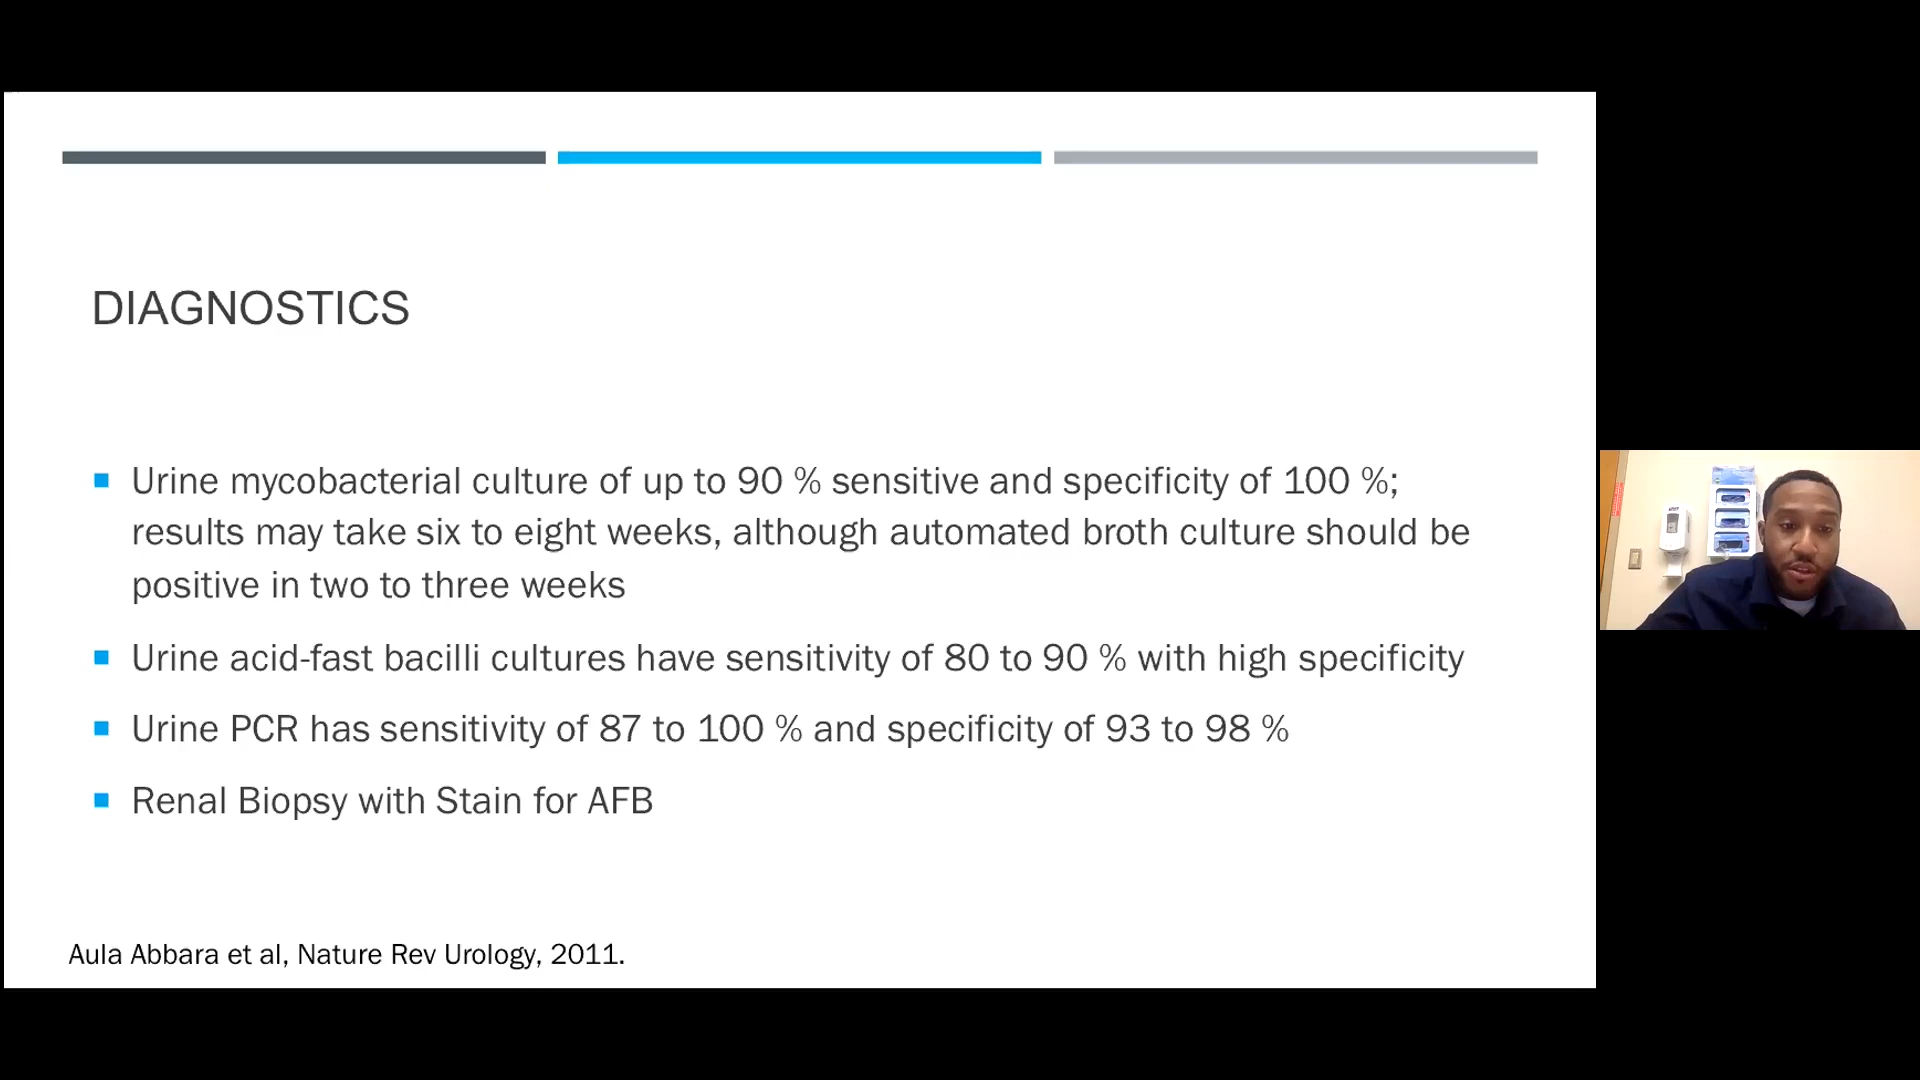 DIAGNOSTICS
Urine mycobacterial culture of up to 90 % sensitive and specificity of 100 %;
results may take six to eight weeks, although automated broth culture should be
positive in two to three weeks
Urine acid-fast bacilli cultures have sensitivity of 80 to 90 % with high specificity
Urine PCR has sensitivity of 87 to 100 % and specificity of 93 to 98 %
Renal Biopsy with Stain for AFB
Aula Abbara et al, Nature Rev Urology, 2011.